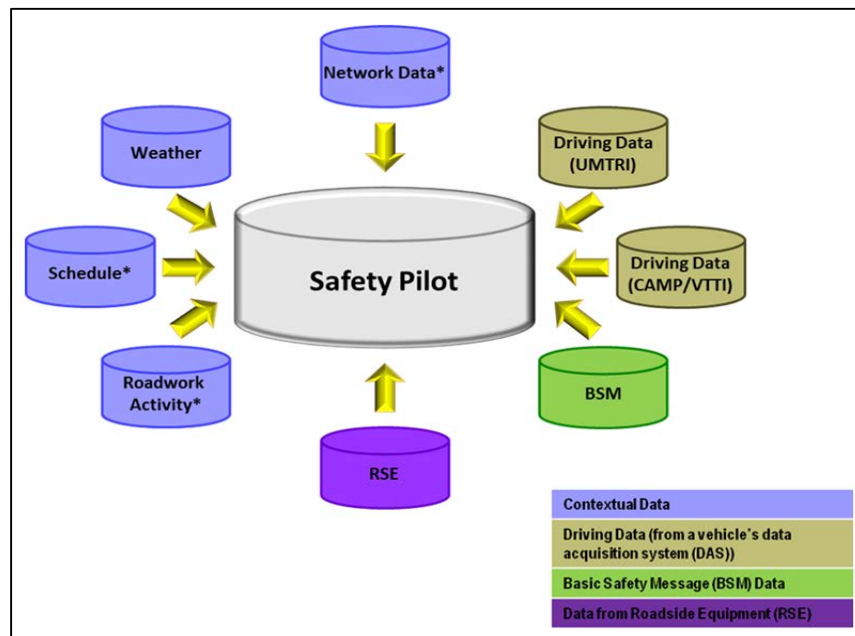 Network Data*
Weather
Driving Data
(UMTRI)
Schedule*
Safety Pilot
Driving Data
(CAMP/VTTI)
Roadwork
Activity*
BSM
RSE
Contextual Data
Driving Data (from a vehicle's data
acquisition system (DAS))
Basic Safety Message (BSM) Data
Data from Roadside Equipment (RSE)